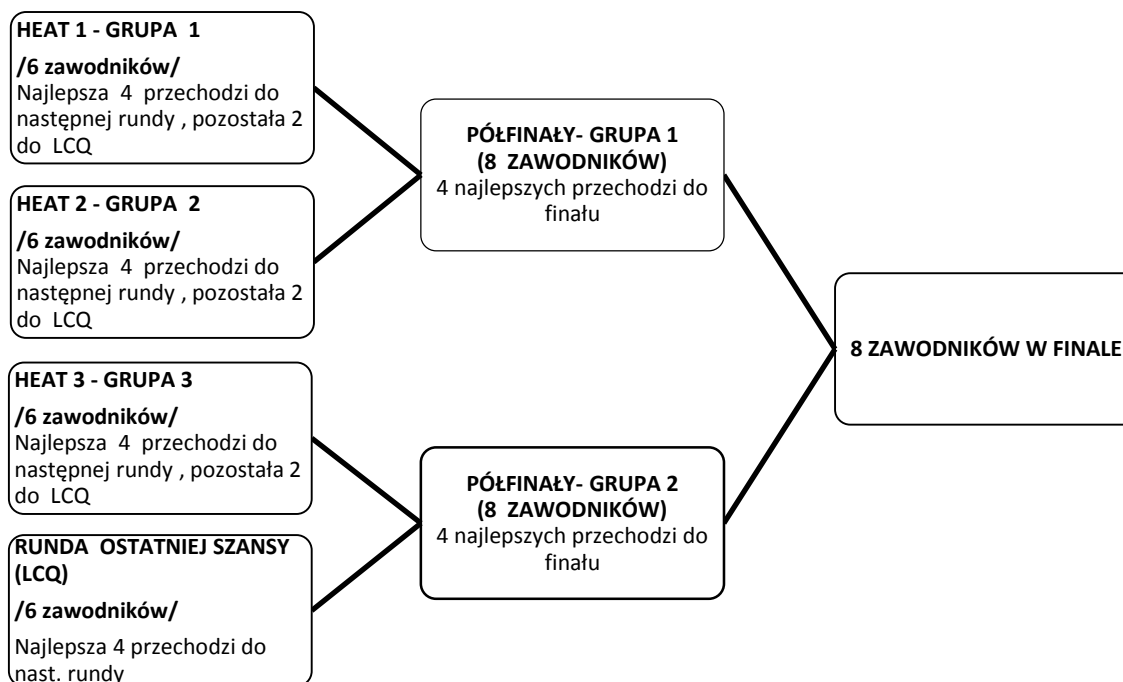 HEAT 1 - GRUPA 1
/6 zawodników/
Najlepsza 4 przechodzi do
następnej rundy , pozostała 2
do LCQ
HEAT 2 - GRUPA 2
/6 zawodników/
Najlepsza 4 przechodzi do
następnej rundy , pozostała 2
do LCQ
HEAT 3 - GRUPA 3
/6 zawodników/
Najlepsza 4 przechodzi do
następnej rundy , pozostała 2
do LCQ
RUNDA OSTATNIEJ SZANSY
(LCQ)
/6 zawodników/
Najlepsza 4 przechodzi do
nast. rundy
PÓŁFINAŁY- GRUPA 1
(8 ZAWODNIKÓW)
4 najlepszych przechodzi do
finału
PÓŁFINAŁY- GRUPA 2
(8 ZAWODNIKÓW)
4 najlepszych przechodzi do
finału
8 ZAWODNIKÓW W FINALE